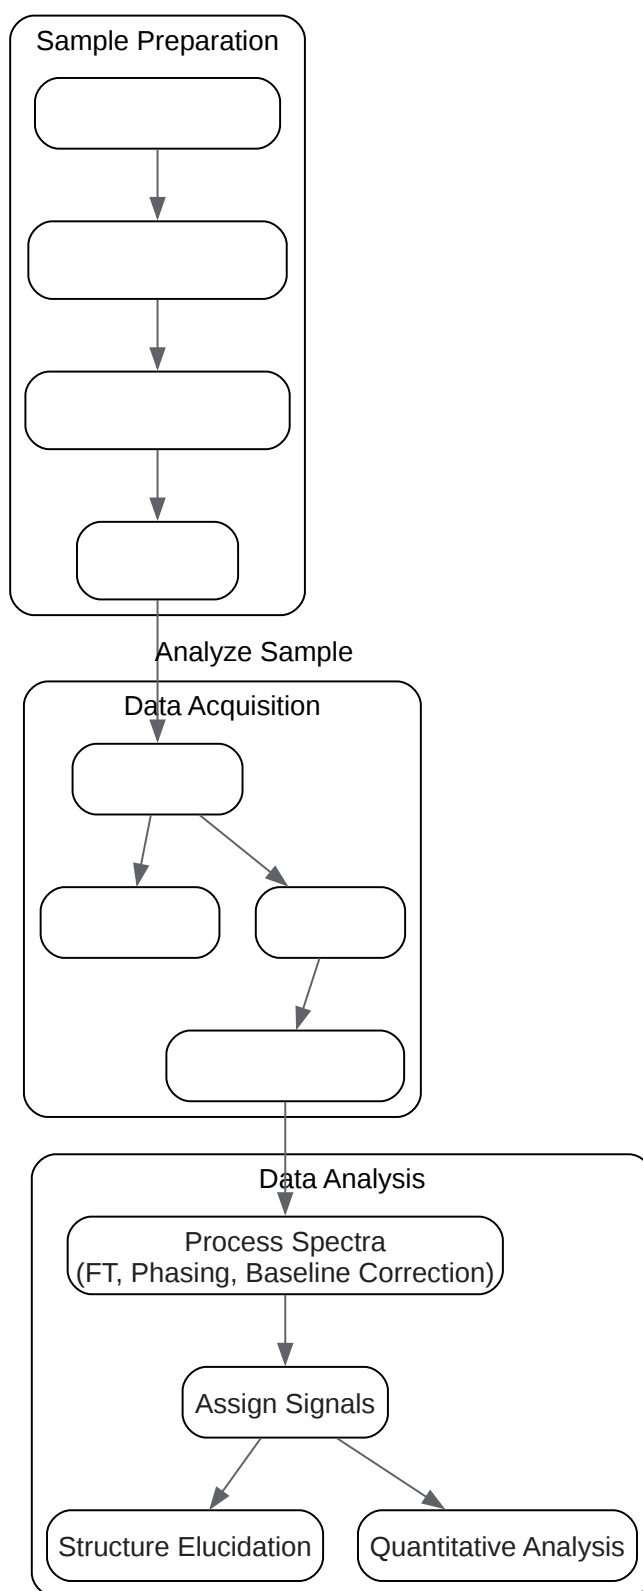 Sample Preparation
Analyze Sample
Data Acquisition
Data Analysis
Process Spectra
(FT, Phasing, Baseline Correction)
Assign Signals
Structure Elucidation
Quantitative Analysis